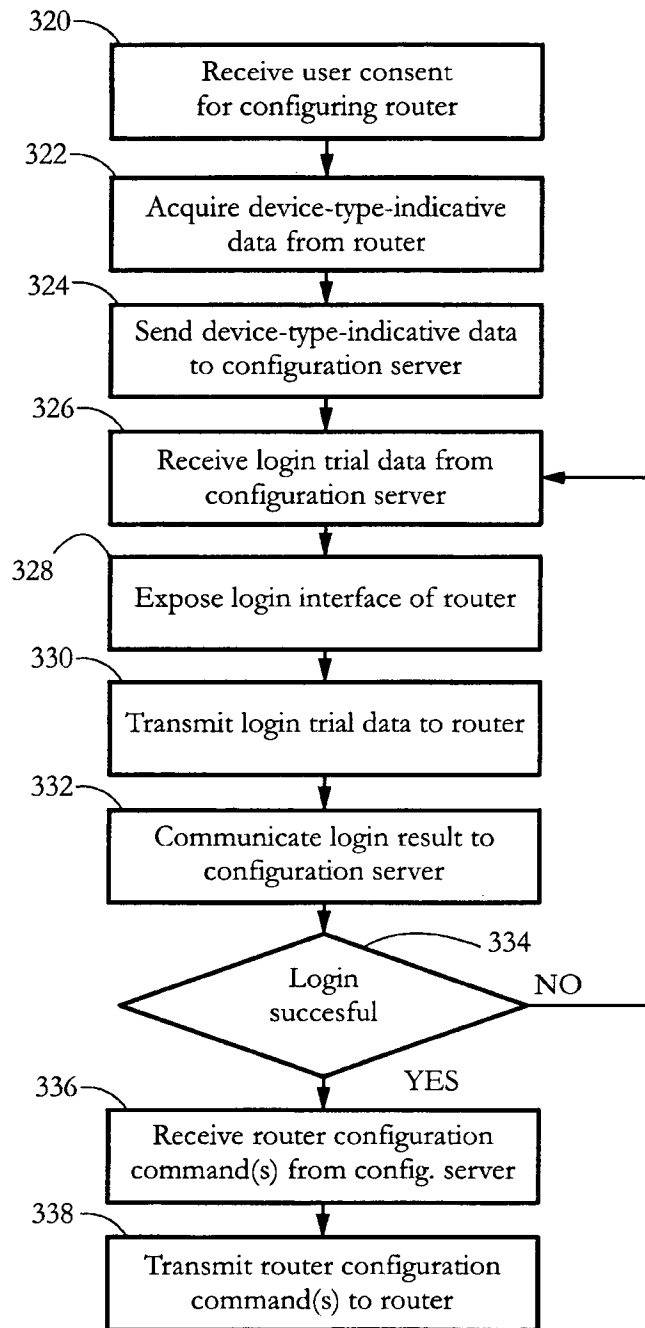 320
Receive user consent
for configuring router
322
Acquire device-type-indicative
data from router
324
Send device-type-indicative data
to configuration server
326
Receive login trial data from
configuration server
328
Expose login interface of router
330
Transmit login trial data to router
332
Communicate login result to
configuration server
334
Login
succesful
NO
YES
336
Receive router configuration
command(s) from config. server
338
Transmit router configuration
command(s) to router